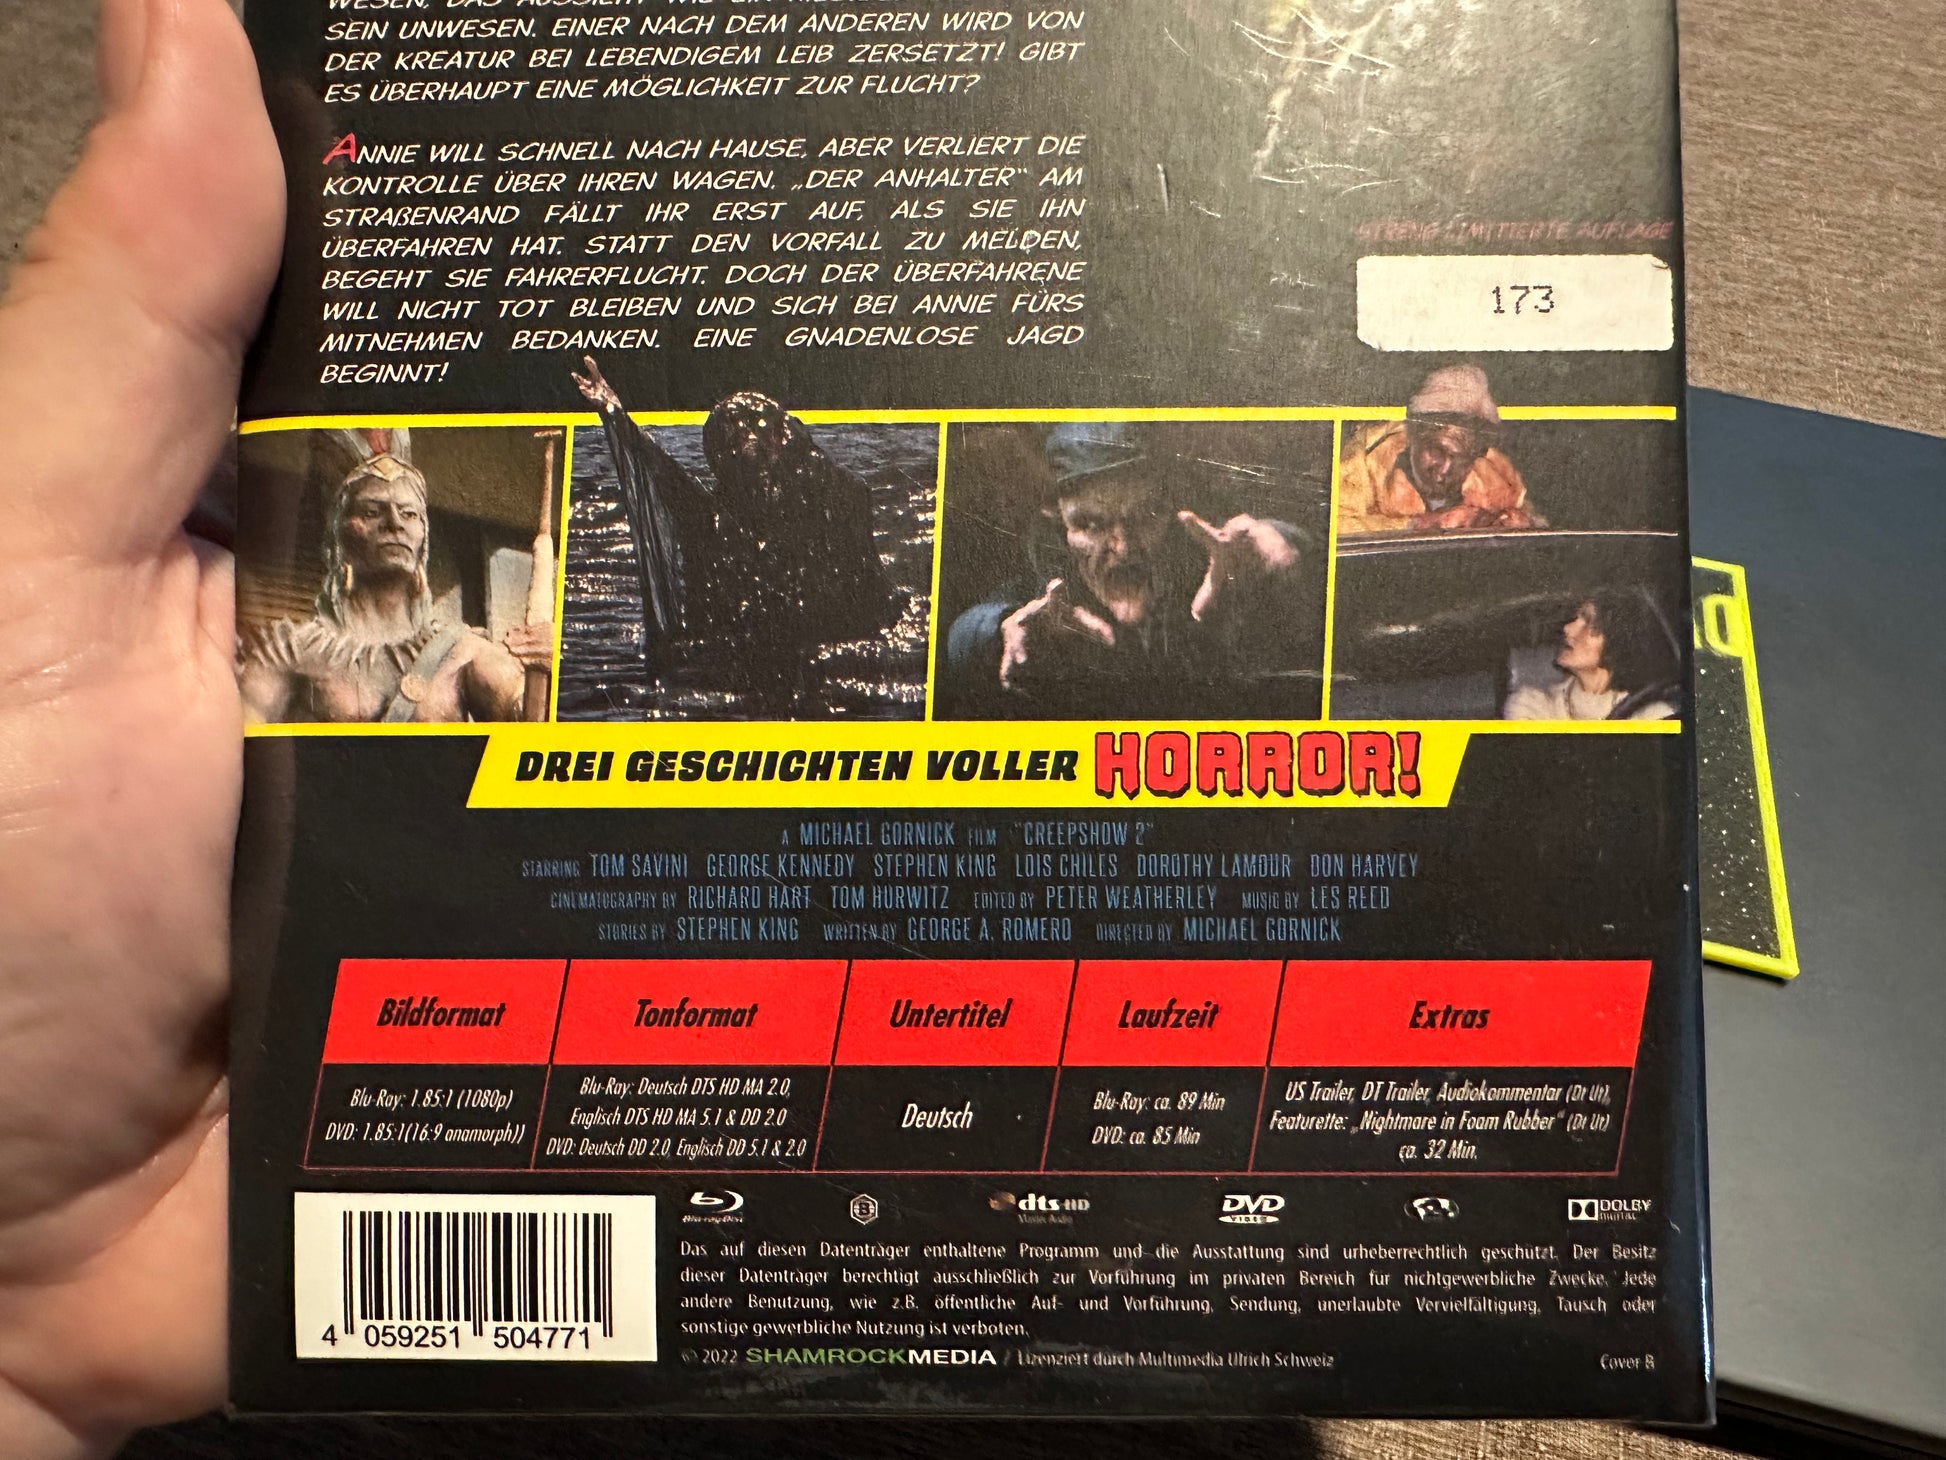 SEIN UNWESEN. EINER NACH DEM ANDEREN WIRD VON
DER KREATUR BEI LEBENDIGEM LEIB ZERSETZT! GIBT
ES ÜBERHAUPT EINE MÖGLICHKEIT ZUR FLUCHT?
ANNIE WILL SCHNELL NACH HAUSE, ABER VERLIERT DIE
KONTROLLE ÜBER IHREN WAGEN. „DER ANHALTER“ AM
STRAßENRAND FÄLLT IHR ERST AUF, ALS SIE IHN
ÜBERFAHREN HAT. STATT DEN VORFALL ZU MELDEN,
BEGEHT SIE FAHRERFLUCHT. DOCH DER ÜBERFAHRENE
WILL NICHT TOT BLEIBEN UND SICH BEI ANNIE FÜRS
MITNEHMEN BEDANKEN. EINE GNADENLOSE JAGD
BEGINNT!
STRENG LIMITIERTE AUFLAGE
173
DREI GESCHICHTEN VOLLER HORROR!
A MICHAEL GORNICK FILM "CREEPSHOW 2"
STARRING TOM SAVINI GEORGE KENNEDY STEPHEN KING LOIS CHILES DOROTHY LAMOUR DON HARVEY
CINEMATOGRAPHY BY RICHARD HART TOM HURWITZ EDITED BY PETER WEATHERLEY MUSIC BY LES REED
STORIES BY STEPHEN KING WRITTEN BY GEORGE A. ROMERO DIRECTED BY MICHAEL GORNICK
Bildformat Tonformat Untertitel Laufzeit Extras
Blu-Ray: 1.85:1 (1080p)
DVD: 1.85:1(16:9 anamorph))
Blu-Ray: Deutsch DTS HD MA 2.0,
Englisch DTS HD MA 5.1 & DD 2.0
DVD: Deutsch DD 2.0, Englisch DD 5.1 & 2.0
Deutsch
Blu-Ray: ca. 89 Min
DVD: ca. 85 Min
US Trailer, DT Trailer, Audiokommentar (Dt Ut),
Featurette: „Nightmare in Foam Rubber“ (Dt Ut)
ca. 32 Min.
Blu-ray Disc B dts-HD Master Audio DVD VIDEO DOLBY DIGITAL
Das auf diesen Datenträger enthaltene Programm und die Ausstattung sind urheberrechtlich geschützt. Der Besitz
dieser Datenträger berechtigt ausschließlich zur Vorführung im privaten Bereich für nichtgewerbliche Zwecke. Jede
andere Benutzung, wie z.B. öffentliche Auf- und Vorführung, Sendung, unerlaubte Vervielfältigung, Tausch oder
sonstige gewerbliche Nutzung ist verboten.
© 2022 SHAMROCKMEDIA / Lizenziert durch Multimedia Ulrich Schweiz
Cover B
4 059251 504771